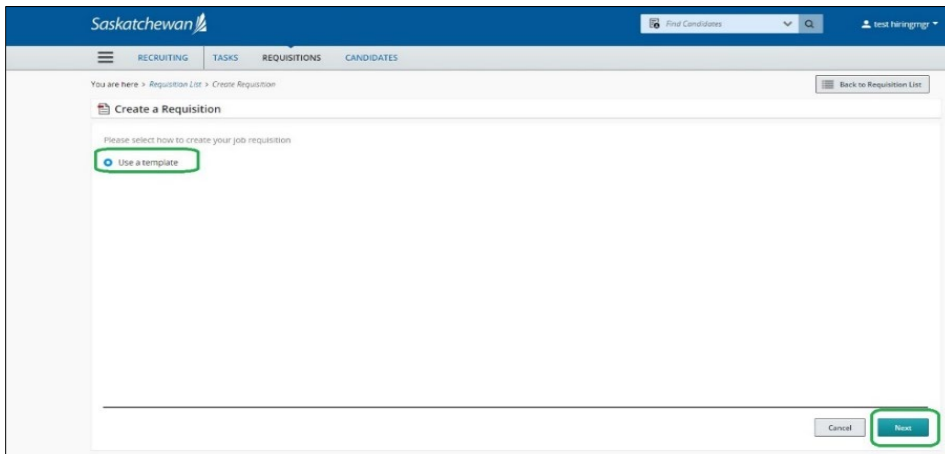 Saskatchewan
Find Candidates
test hiringmgr
RECRUITING TASKS REQUISITIONS CANDIDATES
You are here > Requisition List > Create Requisition
Back to Requisition List
Create a Requisition
Please select how to create your job requisition
Use a template
Cancel Next